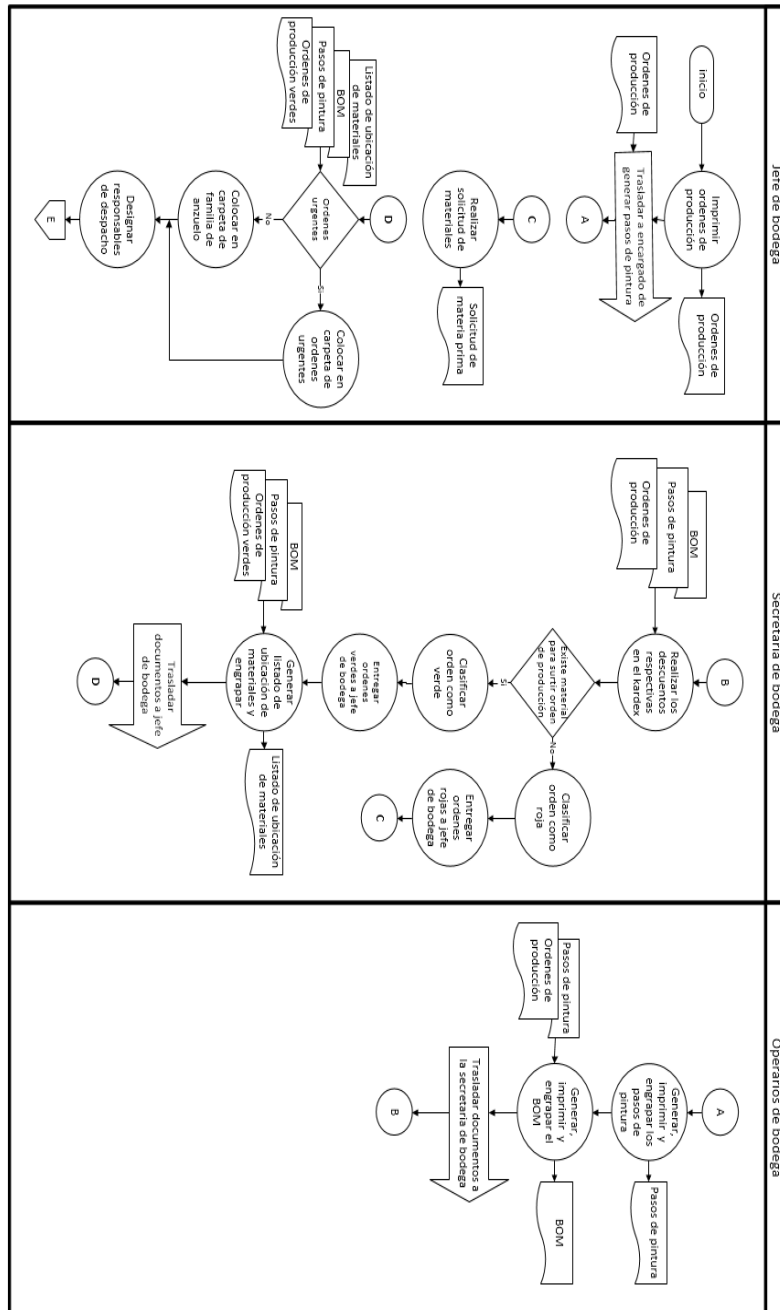 Jefe de bodega
inicio
Imprimir
ordenes de
producción
Ordenes de
producción
Ordenes de
producción
Trasladar a encargado de
generar pasos de pintura
A
C
Realizar
solicitud de
materiales
Solicitud de
materia prima
Listado de ubicación
de materiales
BOM
Pasos de pintura
Ordenes de
producción verdes
D
Ordenes
urgentes
Si
No
Colocar en
carpeta de
ordenes
urgentes
Colocar en
carpeta de
familia de
anzuelo
Designar
responsables
de despacho
E
Secretaria de bodega
B
BOM
Pasos de pintura
Ordenes de
producción
Realizar los
descuentos
respectivas
en el kardex
Existe material
para surtir orden
de producción
Si
No
Clasificar
orden como
verde
Clasificar
orden como
roja
Entregar
ordenes
verdes a jefe
de bodega
Entregar
ordenes
rojas a jefe
de bodega
C
BOM
Pasos de pintura
Ordenes de
producción verdes
Generar
listado de
ubicación de
materiales y
engrapar
Listado de ubicación
de materiales
Trasladar
documentos a jefe
de bodega
D
Operarios de bodega
A
Generar,
imprimir y
engrapar los
pasos de
pintura
Pasos de pintura
Pasos de pintura
Ordenes de
producción
Generar,
imprimir y
engrapar el
BOM
BOM
Trasladar documentos a
la secretaria de bodega
B